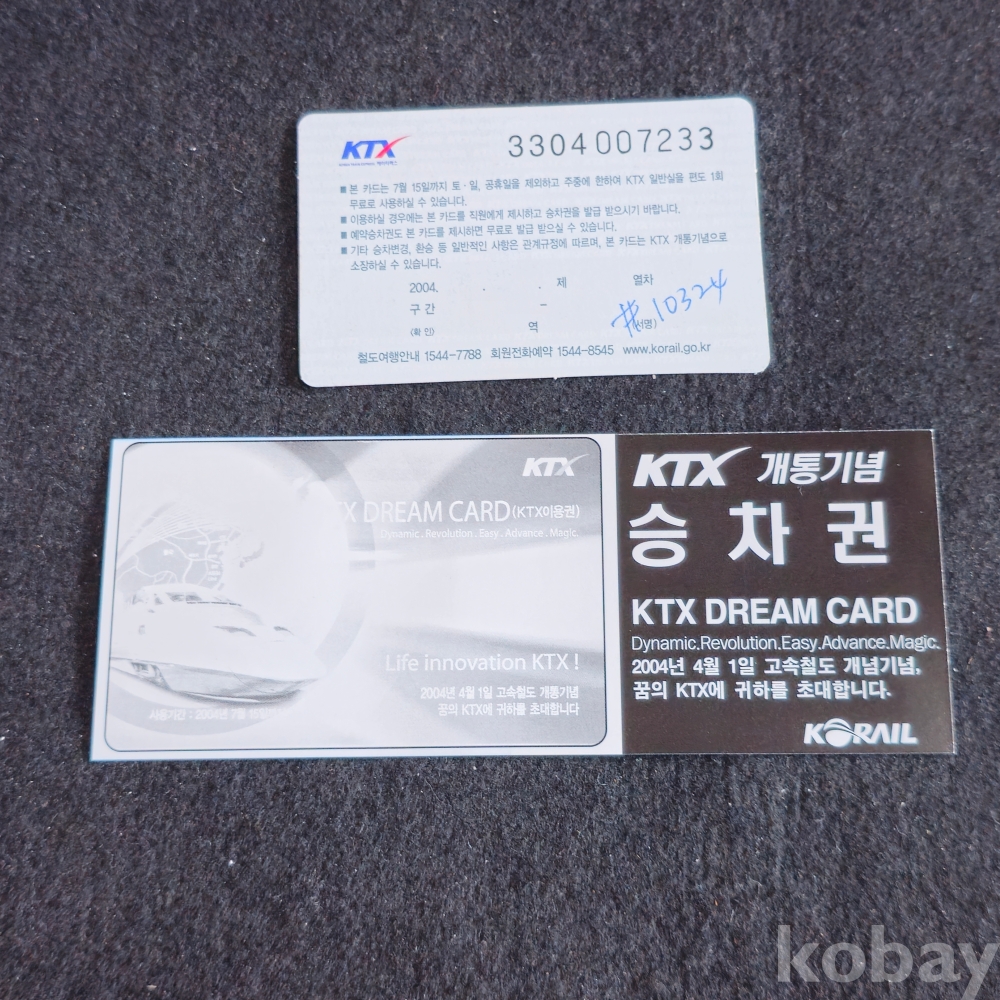 KTX
3304007233
■ 본 카드는 7월 15일까지 토·일, 공휴일을 제외하고 주중에 한하여 KTX 일반실을 편도 1회
무료로 사용하실 수 있습니다.
■ 이용하실 경우에는 본 카드를 직원에게 제시하고 승차권을 발급 받으시기 바랍니다.
■ 예약승차권도 본 카드를 제시하면 무료로 발급 받으실 수 있습니다.
■ 기타 승차변경, 환승 등 일반적인 사항은 관계규정에 따르며, 본 카드는 KTX 개통기념으로
소장하실 수 있습니다.
2004. . . 제 열차
구 간 –
(확 인) 역 (서명)
#10324
철도여행안내 1544-7788 회원전화예약 1544-8545 www.korail.go.kr
KTX
X DREAM CARD(KTX이용권)
Dynamic.Revolution.Easy.Advance.Magic.
Life innovation KTX !
2004년 4월 1일 고속철도 개통기념
꿈의 KTX에 귀하를 초대합니다
사용기간 : 2004년 7월
KTX 개통기념
승차권
KTX DREAM CARD
Dynamic.Revolution.Easy.Advance.Magic.
2004년 4월 1일 고속철도 개념기념,
꿈의 KTX에 귀하를 초대합니다.
KORAIL
kobay